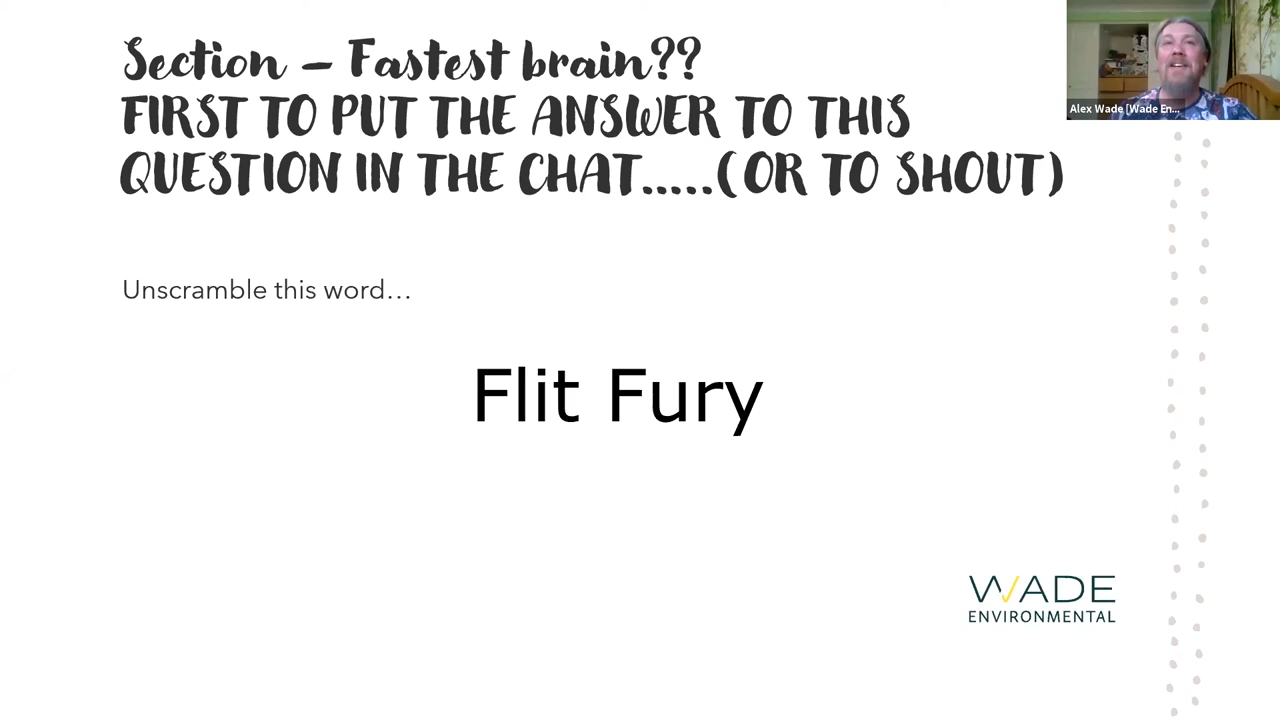 Section – Fastest brain??
FIRST TO PUT THE ANSWER TO THIS
QUESTION IN THE CHAT.....(OR TO SHOUT)
Alex Wade [Wade En...
Unscramble this word...
Flit Fury
WADE
ENVIRONMENTAL